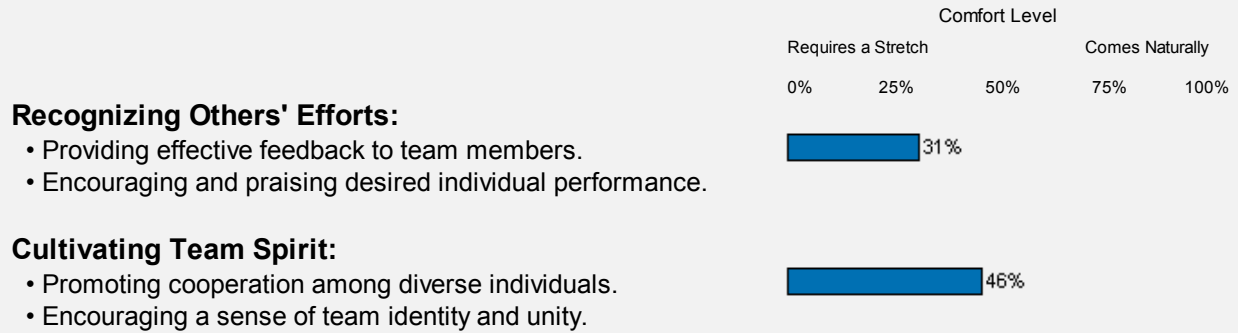 Comfort Level
Requires a Stretch Comes Naturally
0% 25% 50% 75% 100%
Recognizing Others' Efforts:
• Providing effective feedback to team members.
31%
• Encouraging and praising desired individual performance.
Cultivating Team Spirit:
• Promoting cooperation among diverse individuals.
46%
• Encouraging a sense of team identity and unity.